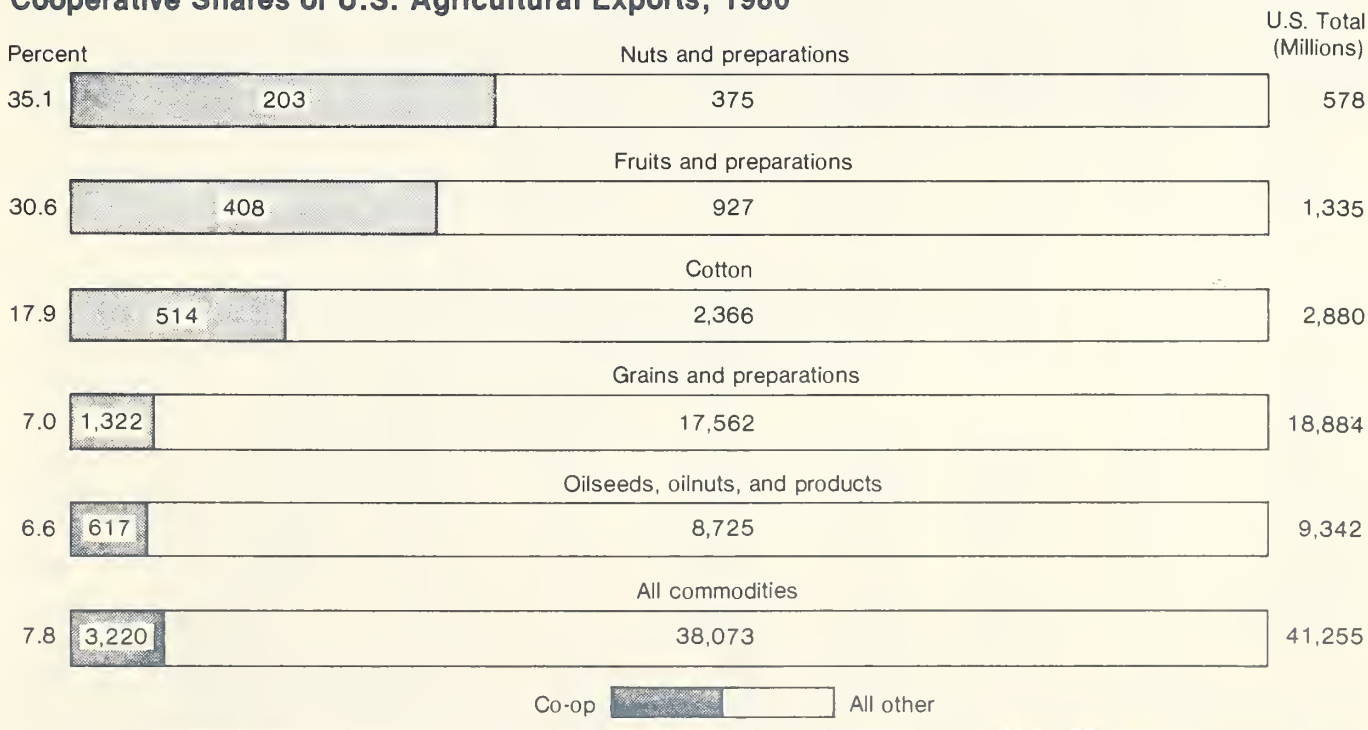 Cooperative Shares of U.S. Agricultural Exports, 1980
U.S. Total
(Millions)
Percent
Nuts and preparations
35.1 203 375 578
Fruits and preparations
30.6 408 927 1,335
Cotton
17.9 514 2,366 2,880
Grains and preparations
7.0 1,322 17,562 18,884
Oilseeds, oilnuts, and products
6.6 617 8,725 9,342
All commodities
7.8 3,220 38,073 41,255
Co-op All other